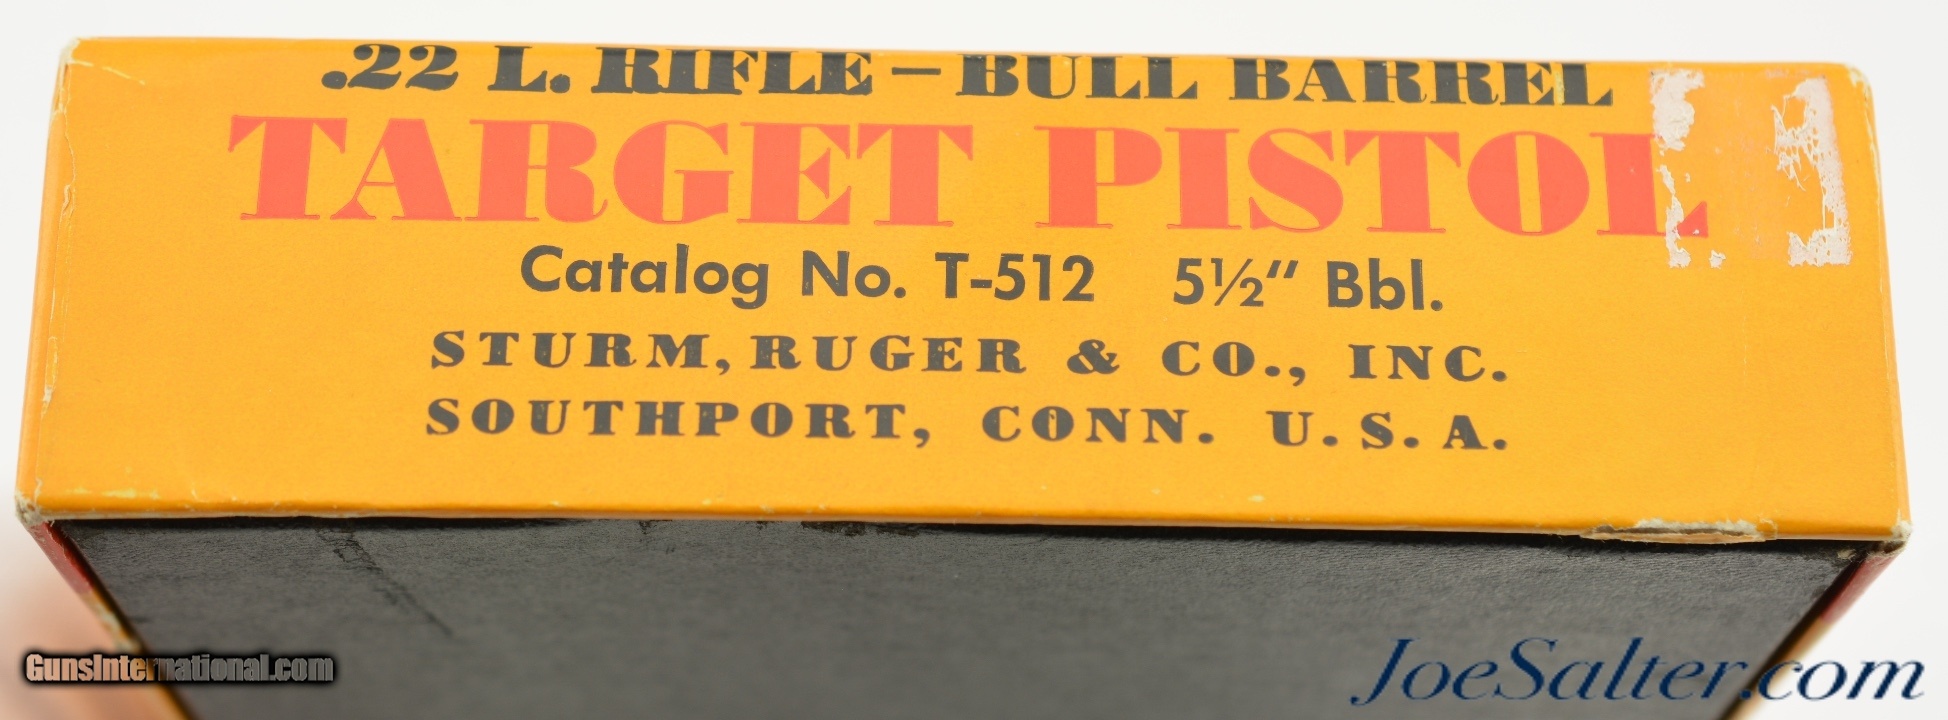 .22 L. RIFLE – BULL BARREL
TARGET PISTOL
Catalog No. T-512 5½" Bbl.
STURM, RUGER & CO., INC.
SOUTHPORT, CONN. U.S.A.
GunsInternational.com
JoeSalter.com